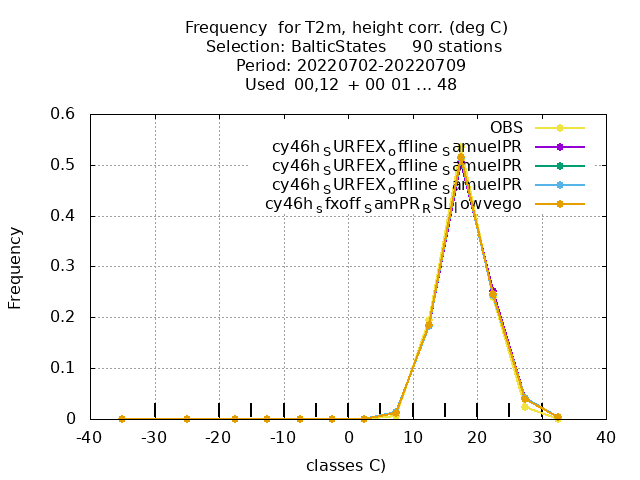 Frequency for T2m, height corr. (deg C)
Selection: BalticStates 90 stations
Period: 20220702-20220709
Used 00,12 + 00 01 ... 48
0.6
0.5
0.4
0.3
0.2
0.1
0
Frequency
OBS
cy46h_SURFEX_offline_SamuelPR
cy46h_SURFEX_offline_SamuelPR
cy46h_SURFEX_offline_SamuelPR
cy46h_sfxoff_SamPR_RSL_lowvego
-40 -30 -20 -10 0 10 20 30 40
classes C)